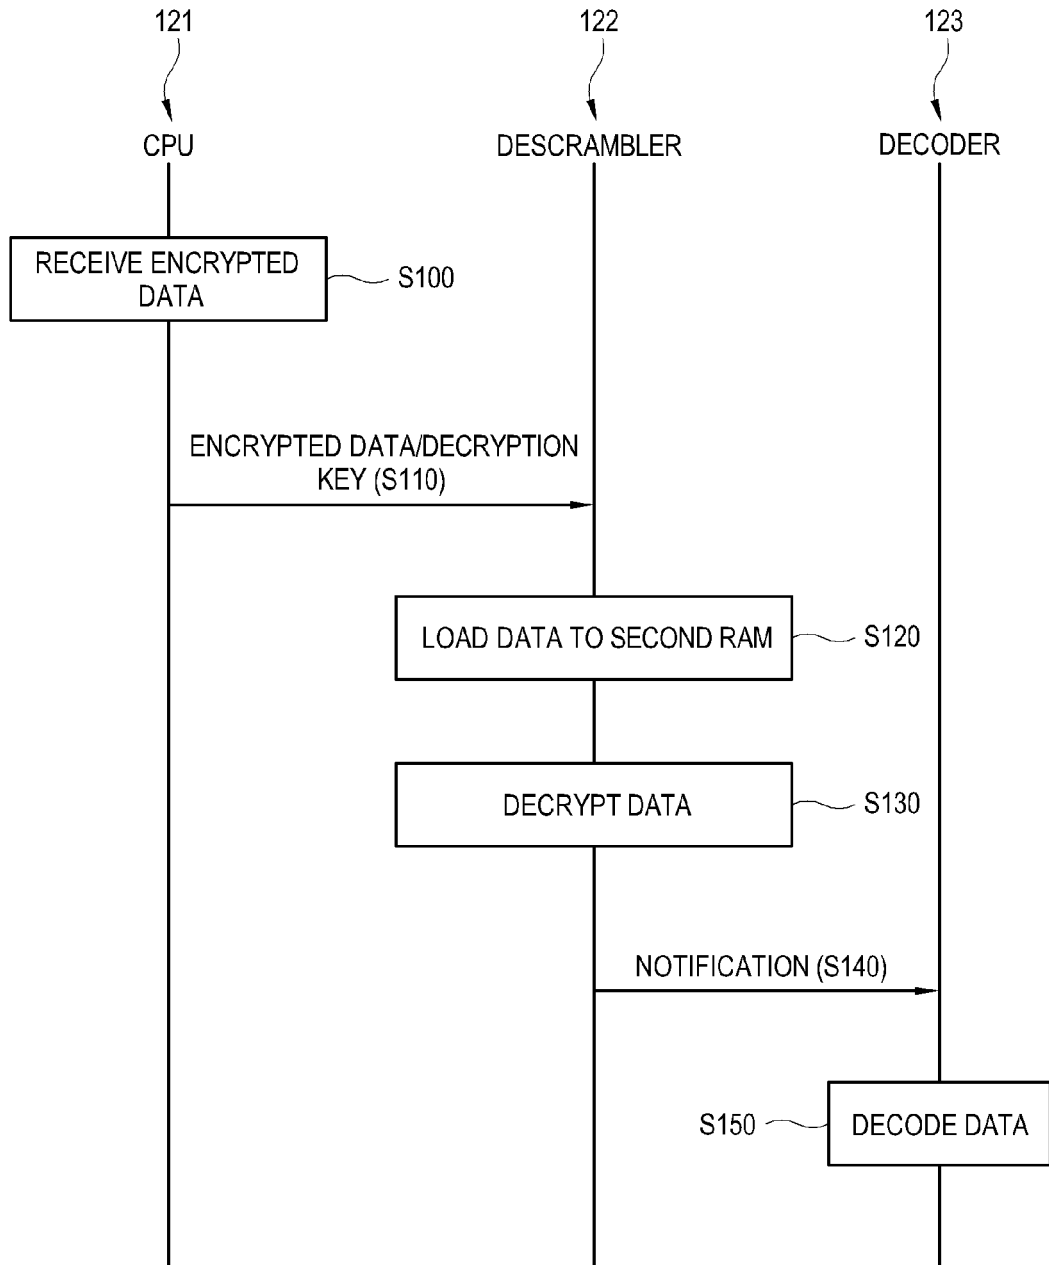 121
122
123
CPU
DESCRAMBLER
DECODER
RECEIVE ENCRYPTED
DATA
S100
ENCRYPTED DATA/DECRYPTION
KEY (S110)
LOAD DATA TO SECOND RAM
S120
DECRYPT DATA
S130
NOTIFICATION (S140)
S150
DECODE DATA